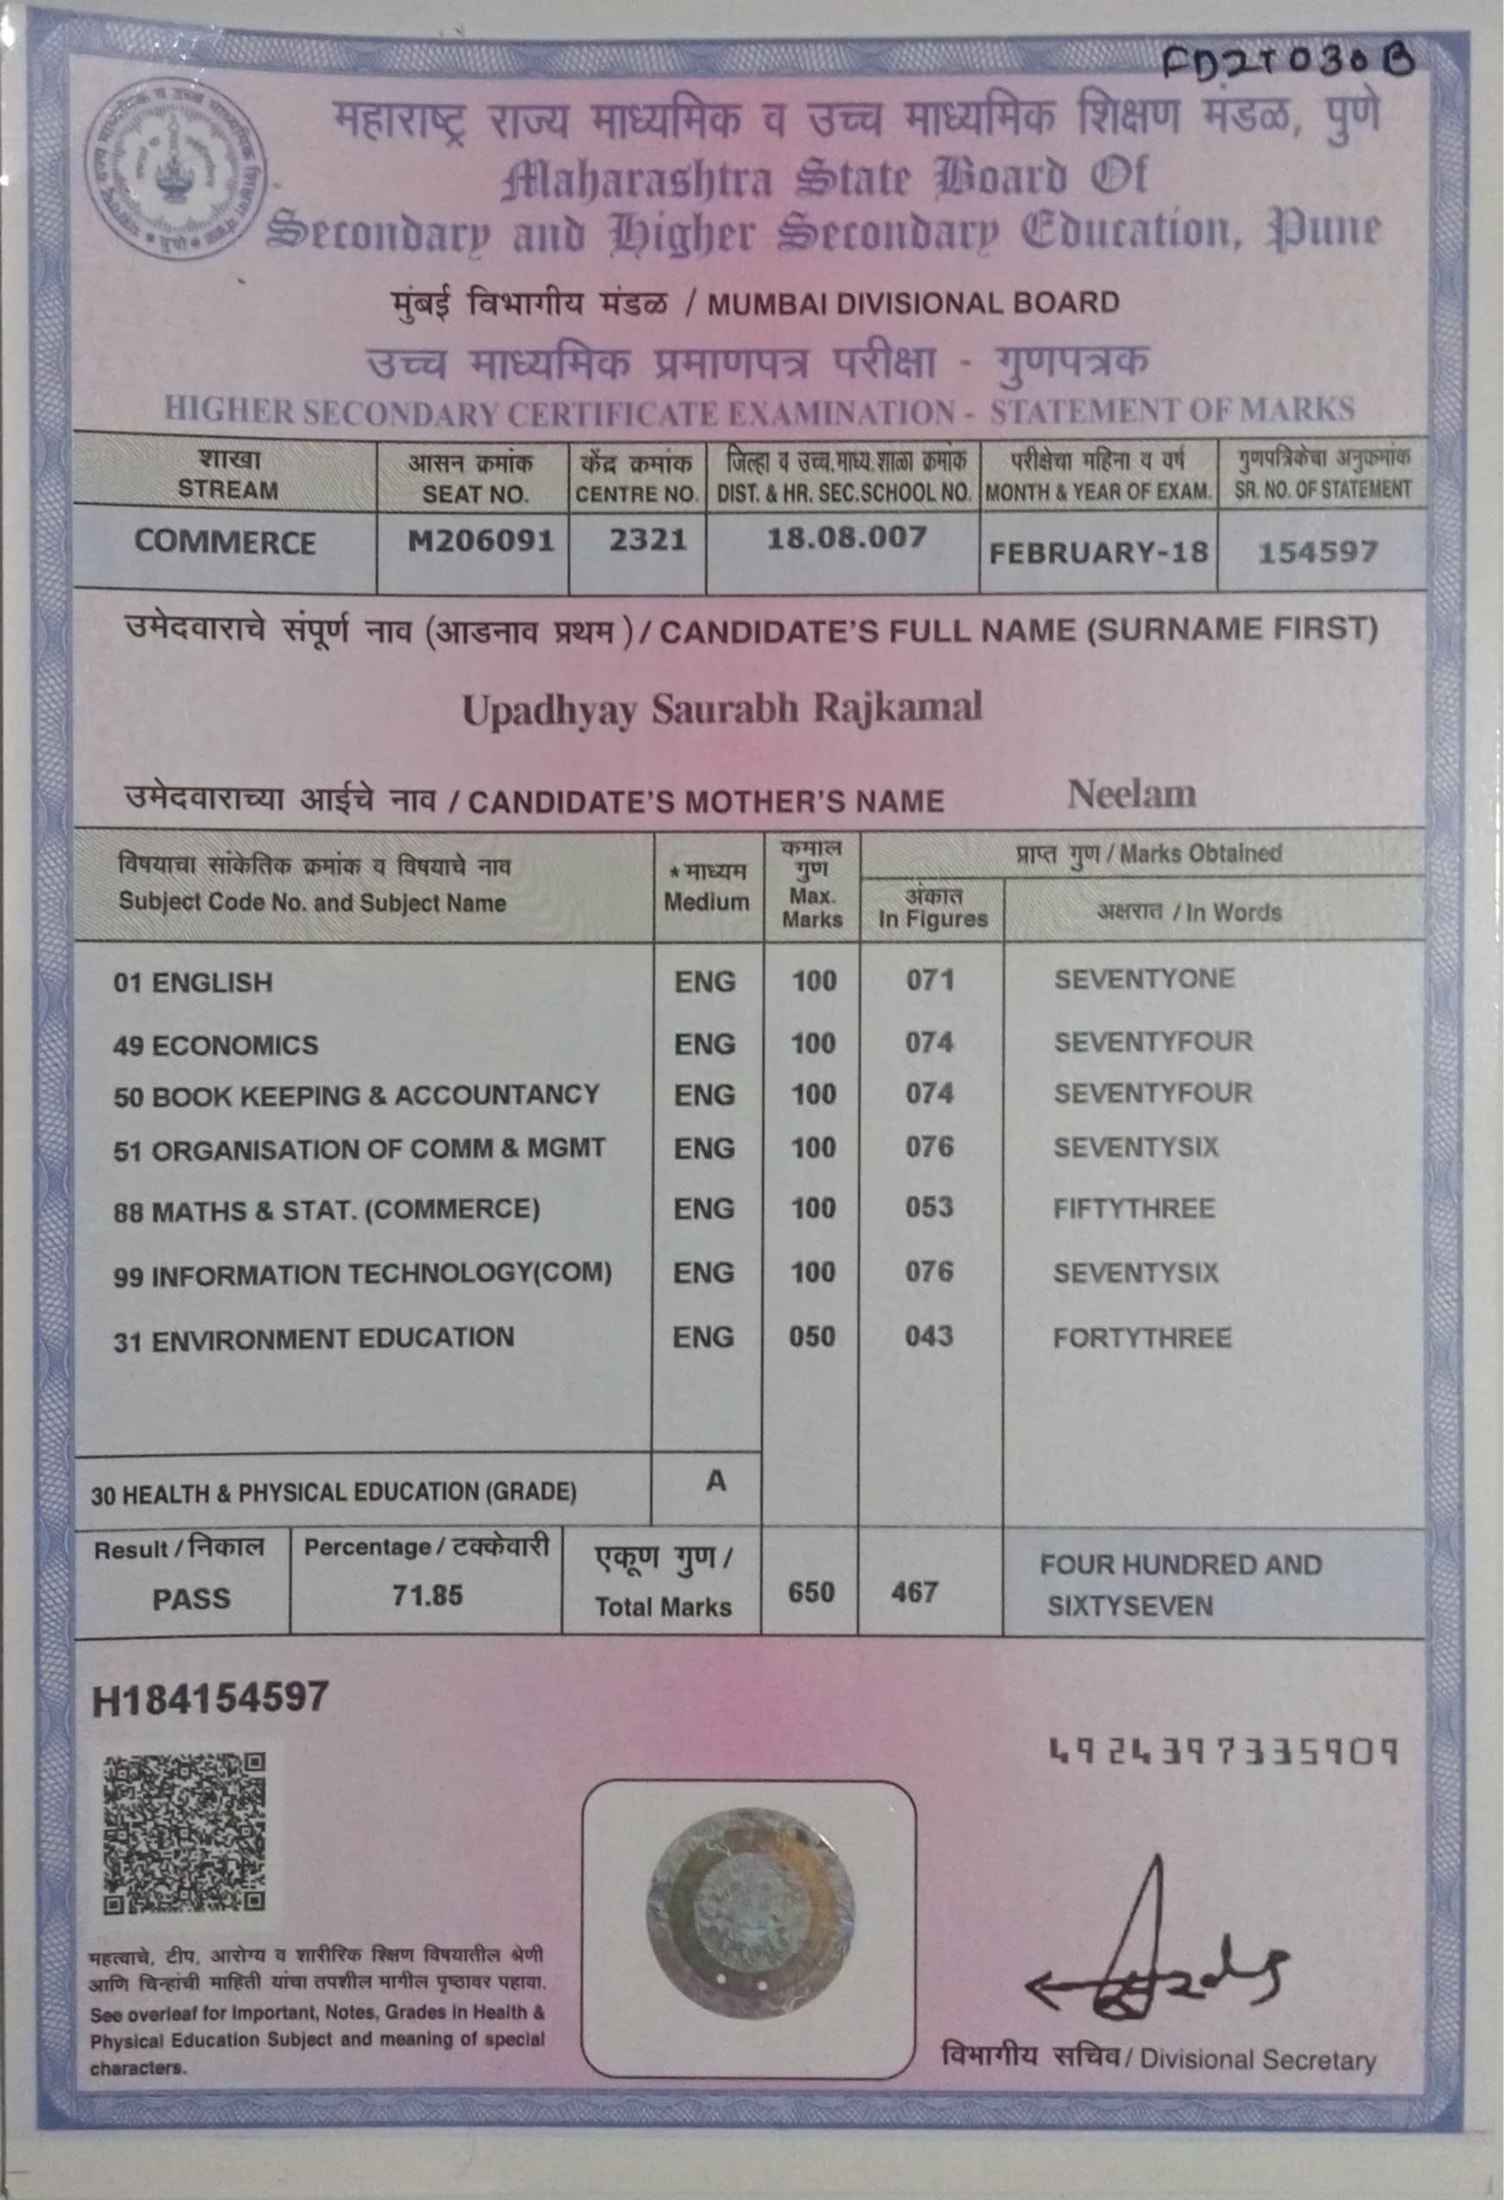 FD2T030B
महाराष्ट्र राज्य माध्यमिक व उच्च माध्यमिक शिक्षण मंडळ, पुणे
Maharashtra State Board Of
Secondary and Higher Secondary Education, Pune
मुंबई विभागीय मंडळ / MUMBAI DIVISIONAL BOARD
उच्च माध्यमिक प्रमाणपत्र परीक्षा - गुणपत्रक
HIGHER SECONDARY CERTIFICATE EXAMINATION - STATEMENT OF MARKS
शाखा आसन क्रमांक केंद्र क्रमांक जिल्हा व उच्च.माध्य.शाळा क्रमांक परीक्षेचा महिना व वर्ष गुणपत्रिकेचा अनुक्रमांक
STREAM SEAT NO. CENTRE NO. DIST. & HR. SEC.SCHOOL NO. MONTH & YEAR OF EXAM. SR. NO. OF STATEMENT
COMMERCE M206091 2321 18.08.007 FEBRUARY-18 154597
उमेदवाराचे संपूर्ण नाव (आडनाव प्रथम) / CANDIDATE'S FULL NAME (SURNAME FIRST)
Upadhyay Saurabh Rajkamal
उमेदवाराच्या आईचे नाव / CANDIDATE'S MOTHER'S NAME Neelam
विषयाचा सांकेतिक क्रमांक व विषयाचे नाव * माध्यम कमाल गुण प्राप्त गुण / Marks Obtained
Subject Code No. and Subject Name Medium Max. Marks अंकात In Figures अक्षरात / In Words
01 ENGLISH ENG 100 071 SEVENTYONE
49 ECONOMICS ENG 100 074 SEVENTYFOUR
50 BOOK KEEPING & ACCOUNTANCY ENG 100 074 SEVENTYFOUR
51 ORGANISATION OF COMM & MGMT ENG 100 076 SEVENTYSIX
88 MATHS & STAT. (COMMERCE) ENG 100 053 FIFTYTHREE
99 INFORMATION TECHNOLOGY(COM) ENG 100 076 SEVENTYSIX
31 ENVIRONMENT EDUCATION ENG 050 043 FORTYTHREE
30 HEALTH & PHYSICAL EDUCATION (GRADE) A
Result / निकाल Percentage / टक्केवारी एकूण गुण / FOUR HUNDRED AND
PASS 71.85 Total Marks 650 467 SIXTYSEVEN
H184154597
4924397335909
महत्वाचे, टीप, आरोग्य व शारीरिक शिक्षण विषयातील श्रेणी
आणि चिन्हांची माहिती यांचा तपशील मागील पृष्ठावर पहावा.
See overleaf for Important, Notes, Grades in Health &
Physical Education Subject and meaning of special
characters.
विभागीय सचिव / Divisional Secretary